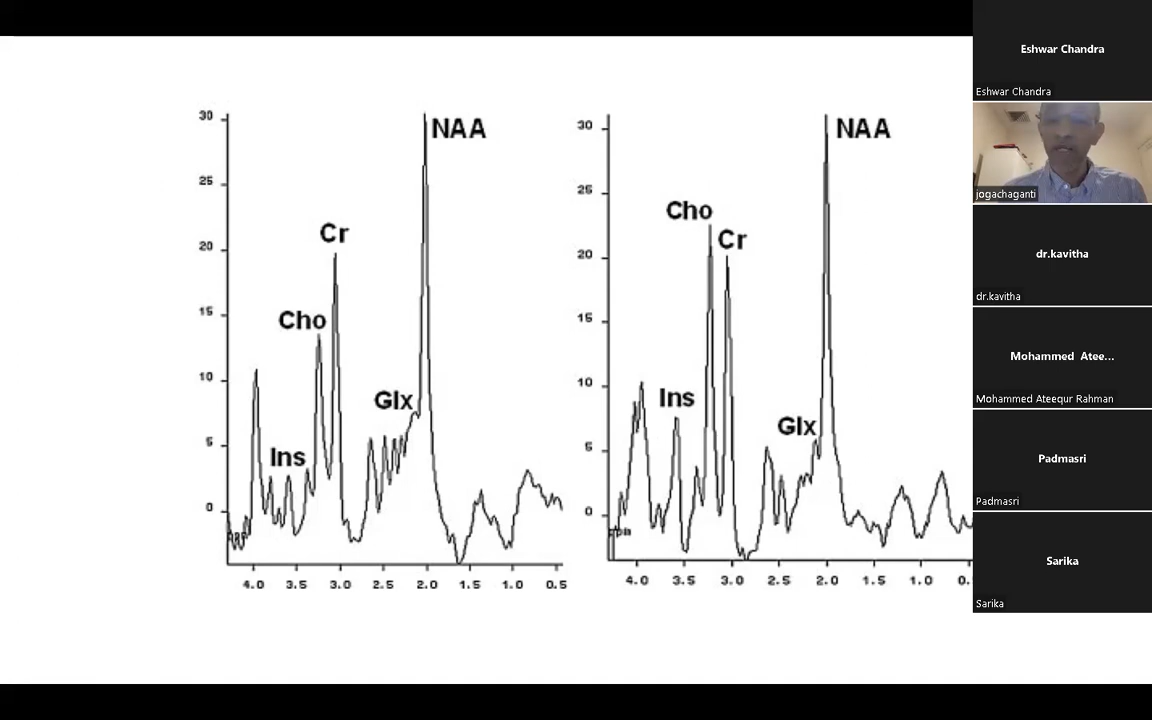 30
25
20
15
10
5
0
NAA
Cr
Cho
Glx
Ins
4.0 3.5 3.0 2.5 2.0 1.5 1.0 0.5
30
25
20
15
10
5
0
NAA
Cho
Cr
Ins
Glx
4.0 3.5 3.0 2.5 2.0 1.5 1.0
Eshwar Chandra
Eshwar Chandra
jogachaganti
dr.kavitha
dr.kavitha
Mohammed Atee...
Mohammed Ateequr Rahman
Padmasri
Padmasri
Sarika
Sarika